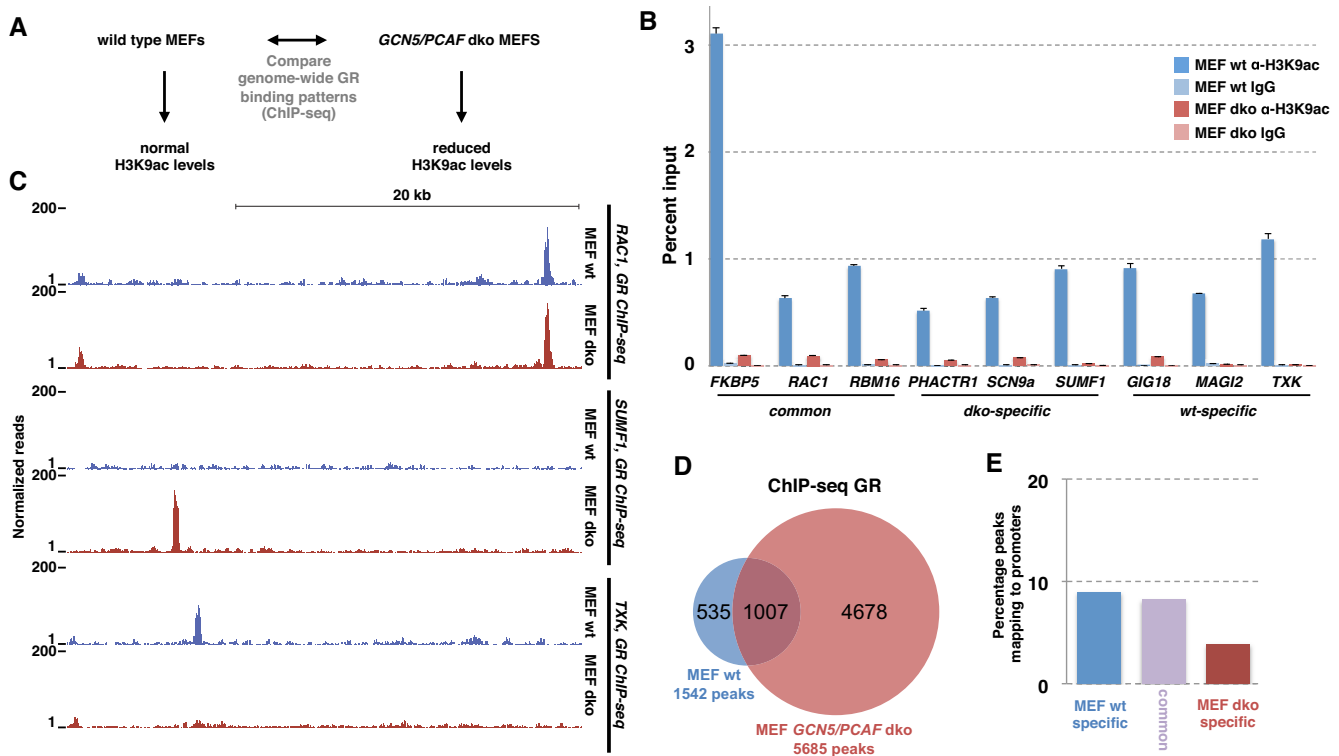 A
wild type MEFs
GCN5/PCAF dko MEFS
Compare
genome-wide GR
binding patterns
(ChIP-seq)
normal
H3K9ac levels
reduced
H3K9ac levels
B
Percent input
3
2
1
0
MEF wt α-H3K9ac
MEF wt IgG
MEF dko α-H3K9ac
MEF dko IgG
FKBP5 RAC1 RBM16 PHACTR1 SCN9a SUMF1 GIG18 MAGI2 TXK
common dko-specific wt-specific
C
20 kb
Normalized reads
200
1
MEF wt
200
1
MEF dko
RAC1, GR ChIP-seq
200
1
MEF wt
200
1
MEF dko
SUMF1, GR ChIP-seq
200
1
MEF wt
200
1
MEF dko
TXK, GR ChIP-seq
D
ChIP-seq GR
535 1007 4678
MEF wt
1542 peaks
MEF GCN5/PCAF dko
5685 peaks
E
Percentage peaks
mapping to promoters
20
10
0
MEF wt
specific
common
MEF dko
specific